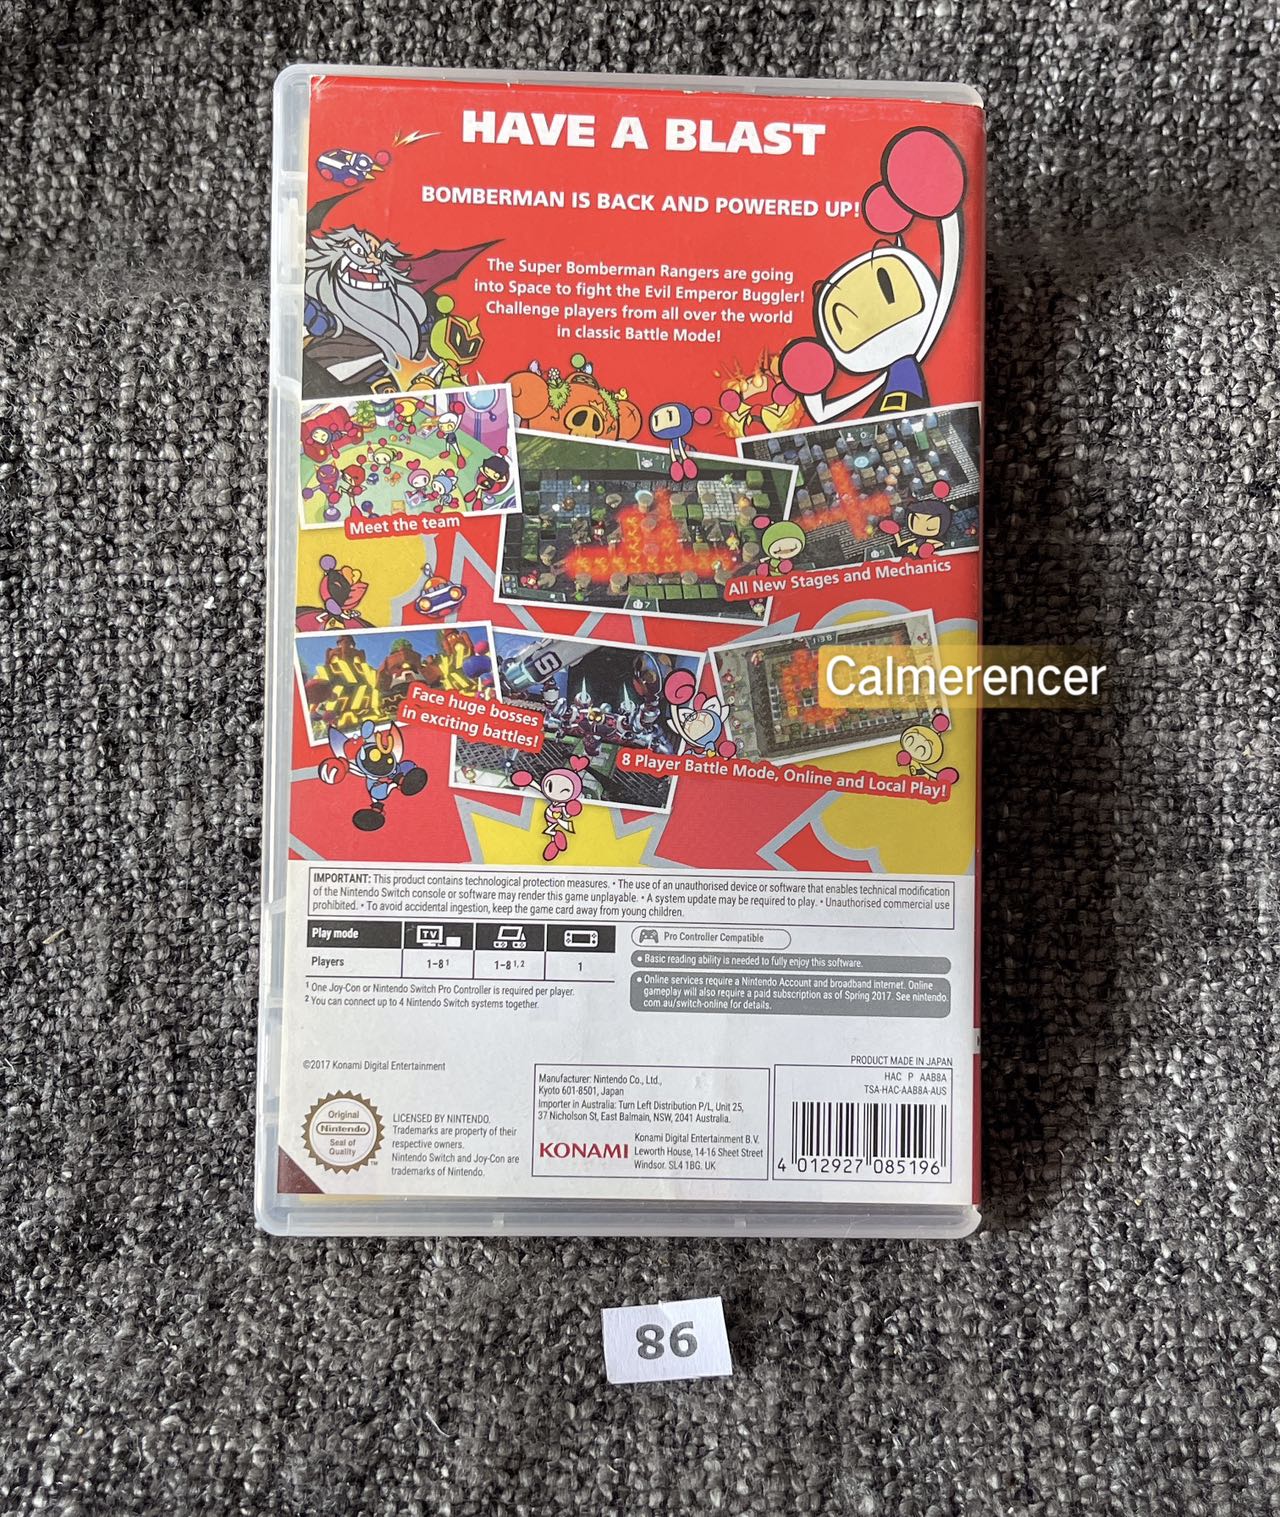 HAVE A BLAST
BOMBERMAN IS BACK AND POWERED UP!
The Super Bomberman Rangers are going
into Space to fight the Evil Emperor Buggler!
Challenge players from all over the world
in classic Battle Mode!
Meet the team
All New Stages and Mechanics
Calmerencer
Face huge bosses
in exciting battles!
8 Player Battle Mode, Online and Local Play!
IMPORTANT: This product contains technological protection measures. • The use of an unauthorised device or software that enables technical modification
of the Nintendo Switch console or software may render this game unplayable. • A system update may be required to play. • Unauthorised commercial use
prohibited. • To avoid accidental ingestion, keep the game card away from young children.
Play mode TV
Players 1-8¹ 1-8¹,² 1
¹ One Joy-Con or Nintendo Switch Pro Controller is required per player.
² You can connect up to 4 Nintendo Switch systems together.
Pro Controller Compatible
• Basic reading ability is needed to fully enjoy this software.
• Online services require a Nintendo Account and broadband internet. Online
gameplay will also require a paid subscription as of Spring 2017. See nintendo.
com.au/switch-online for details.
©2017 Konami Digital Entertainment
Original
Nintendo
Seal of
Quality
TM
LICENSED BY NINTENDO.
Trademarks are property of their
respective owners.
Nintendo Switch and Joy-Con are
trademarks of Nintendo.
Manufacturer: Nintendo Co., Ltd.,
Kyoto 601-8501, Japan
Importer in Australia: Turn Left Distribution P/L, Unit 25,
37 Nicholson St, East Balmain, NSW, 2041 Australia.
KONAMI
Konami Digital Entertainment B.V.
Leworth House, 14-16 Sheet Street
Windsor. SL4 1BG. UK
PRODUCT MADE IN JAPAN
HAC P AAB8A
TSA-HAC-AAB8A-AUS
4 012927 085196
86